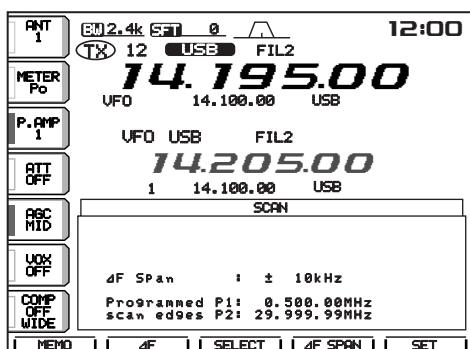 ANT 1
BW 2.4k SFT 0
12:00
TX 12 USB FIL2
METER Po
14.195.00
VFO 14.100.00 USB
P.AMP 1
VFO USB FIL2
ATT OFF
14.205.00
1 14.100.00 USB
AGC MID
SCAN
VOX OFF
ΔF SPan : ± 10kHz
COMP OFF WIDE
Programmed P1: 0.500.00MHz
scan edges P2: 29.999.99MHz
MEMO ΔF SELECT ΔF SPAN SET